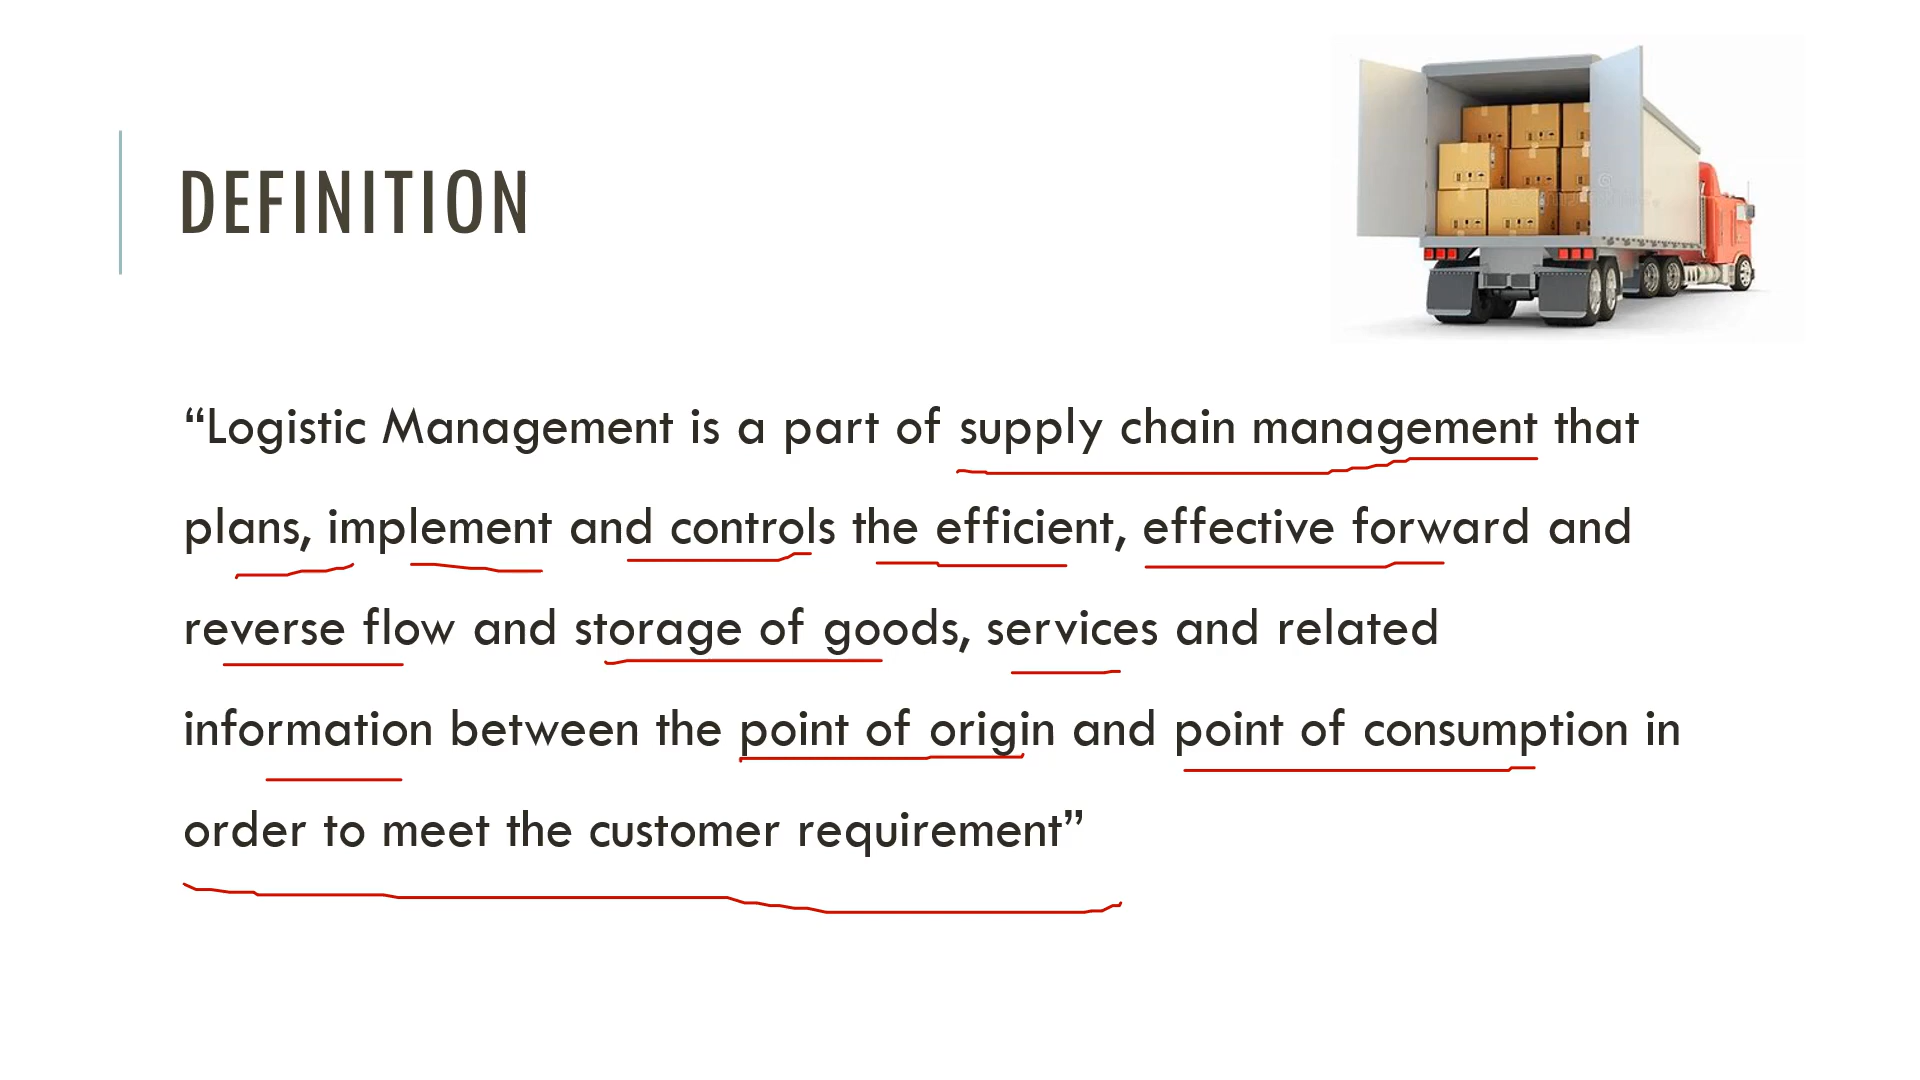 DEFINITION
“Logistic Management is a part of supply chain management that
plans, implement and controls the efficient, effective forward and
reverse flow and storage of goods, services and related
information between the point of origin and point of consumption in
order to meet the customer requirement”